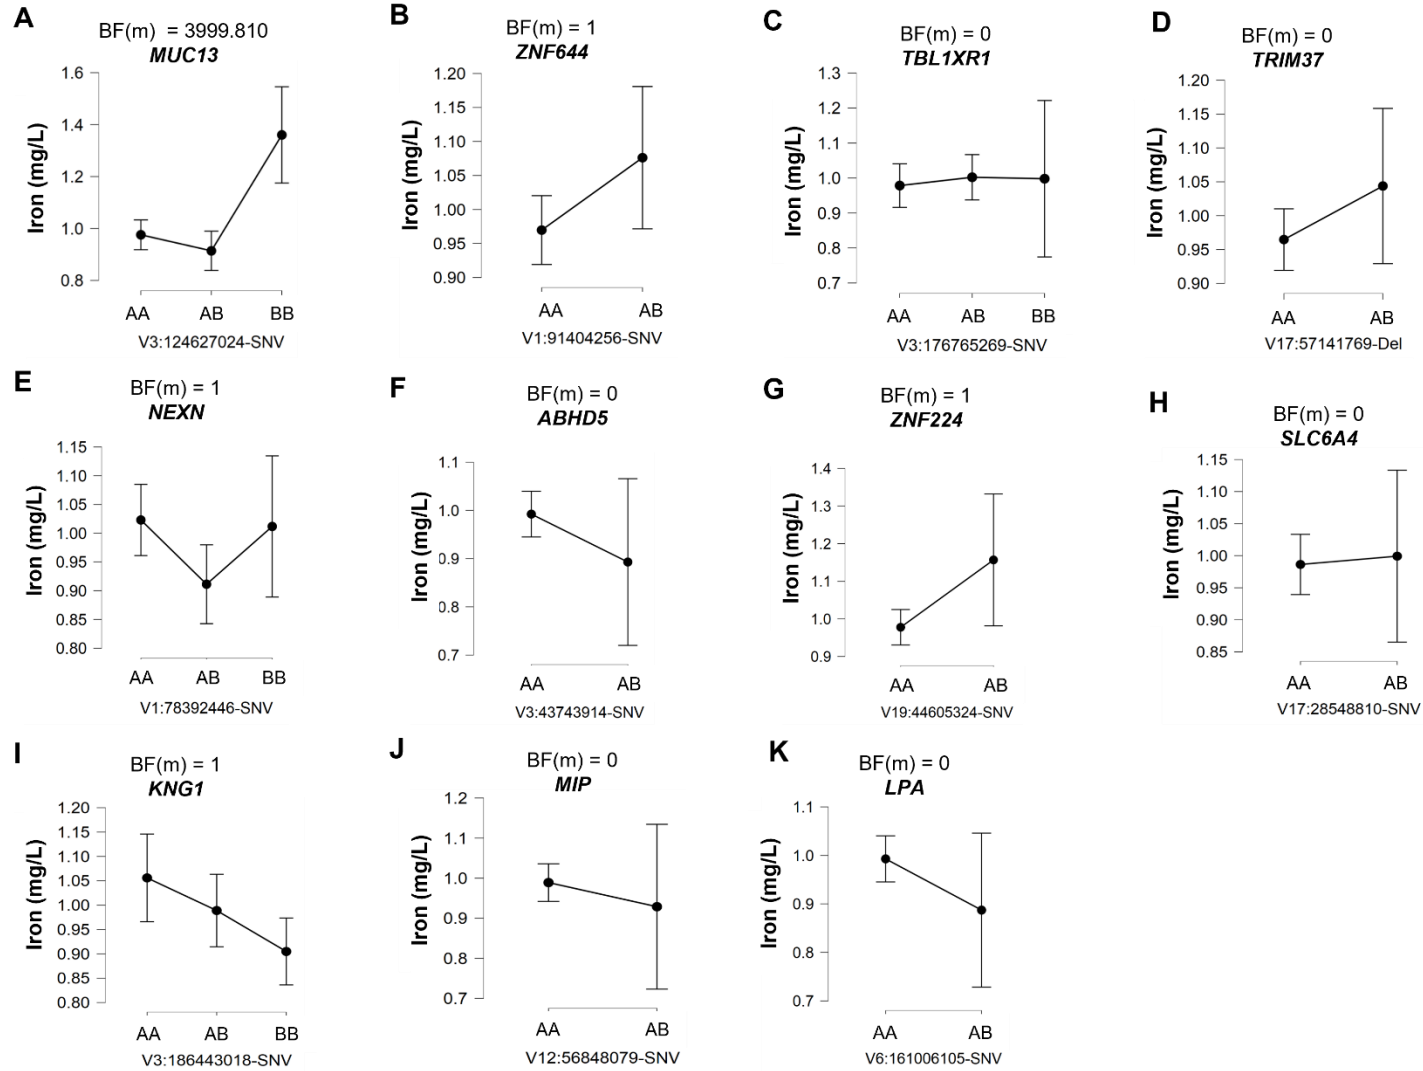 A
BF(m) = 3999.810
MUC13
Iron (mg/L)
1.6
1.4
1.2
1.0
0.8
AA AB BB
V3:124627024-SNV
B
BF(m) = 1
ZNF644
Iron (mg/L)
1.20
1.15
1.10
1.05
1.00
0.95
0.90
AA AB
V1:91404256-SNV
C
BF(m) = 0
TBL1XR1
Iron (mg/L)
1.3
1.2
1.1
1.0
0.9
0.8
0.7
AA AB BB
V3:176765269-SNV
D
BF(m) = 0
TRIM37
Iron (mg/L)
1.20
1.15
1.10
1.05
1.00
0.95
0.90
AA AB
V17:57141769-Del
E
BF(m) = 1
NEXN
Iron (mg/L)
1.15
1.10
1.05
1.00
0.95
0.90
0.85
0.80
AA AB BB
V1:78392446-SNV
F
BF(m) = 0
ABHD5
Iron (mg/L)
1.1
1.0
0.9
0.8
0.7
AA AB
V3:43743914-SNV
G
BF(m) = 1
ZNF224
Iron (mg/L)
1.4
1.2
1.1
1.0
0.9
AA AB
V19:44605324-SNV
H
BF(m) = 0
SLC6A4
Iron (mg/L)
1.15
1.10
1.05
1.00
0.95
0.90
0.85
AA AB
V17:28548810-SNV
I
BF(m) = 1
KNG1
Iron (mg/L)
1.20
1.15
1.10
1.05
1.00
0.95
0.90
0.85
0.80
AA AB BB
V3:186443018-SNV
J
BF(m) = 0
MIP
Iron (mg/L)
1.2
1.1
1.0
0.9
0.8
0.7
AA AB
V12:56848079-SNV
K
BF(m) = 0
LPA
Iron (mg/L)
1.1
1.0
0.9
0.8
0.7
AA AB
V6:161006105-SNV